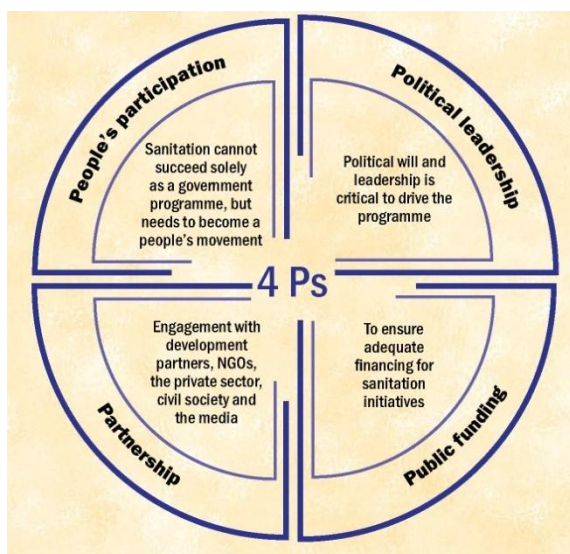 People's participation
Sanitation cannot
succeed solely
as a government
programme, but
needs to become a
people's movement
Political leadership
Political will and
leadership is
critical to drive the
programme
4 Ps
Partnership
Engagement with
development
partners, NGOs,
the private sector,
civil society and
the media
Public funding
To ensure
adequate
financing for
sanitation
initiatives